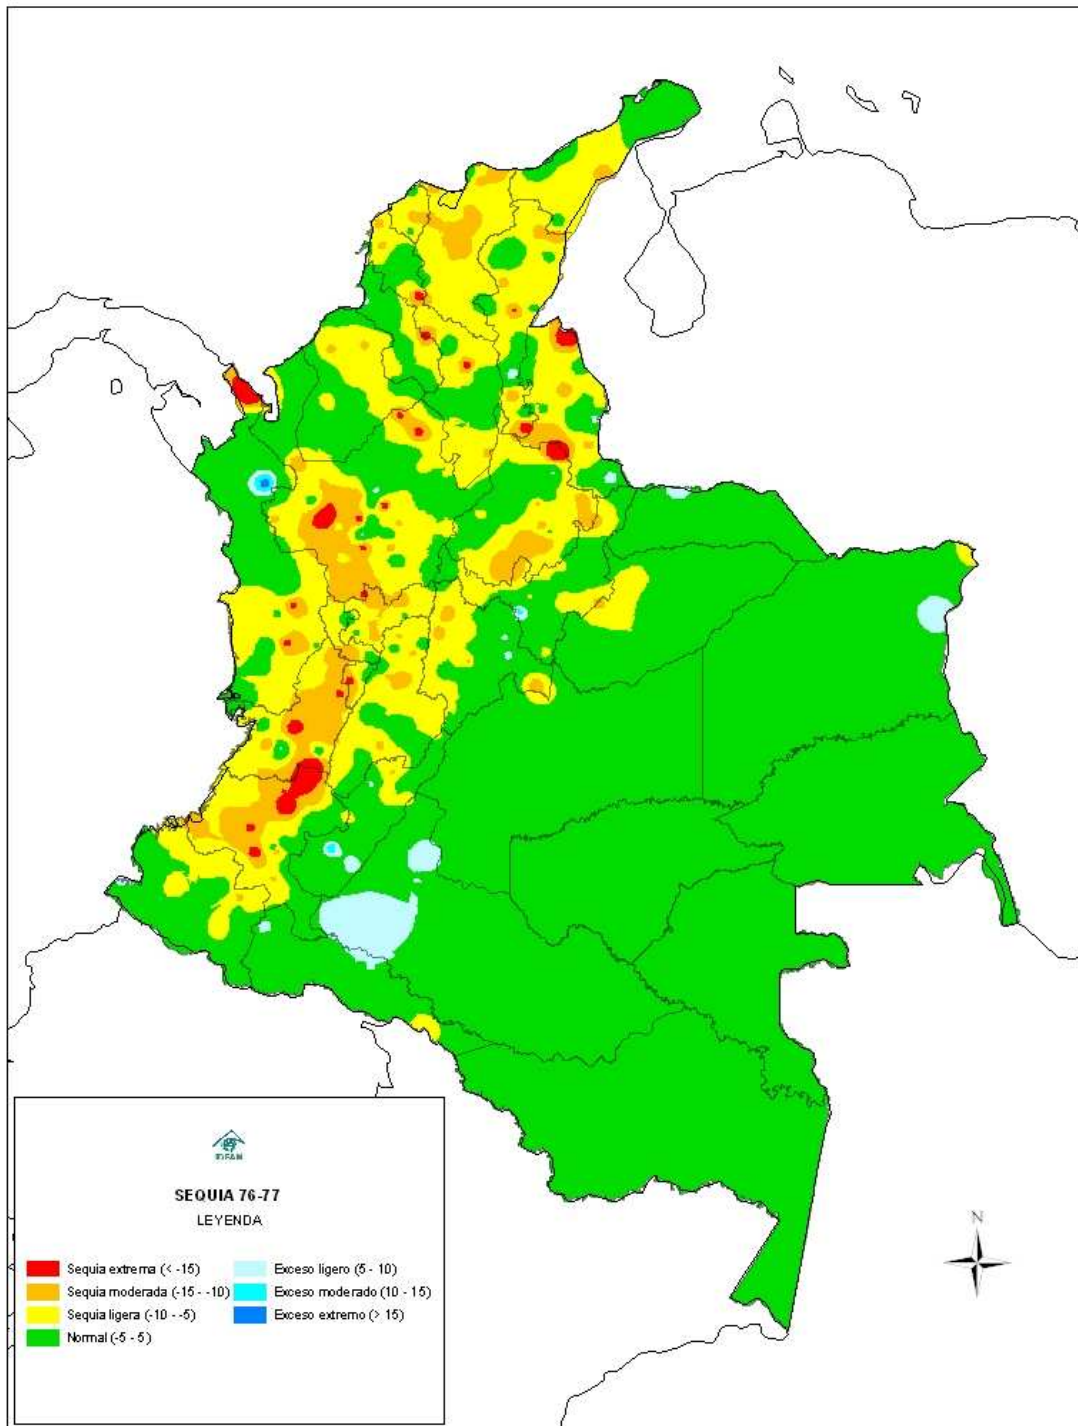 N
IDEAM
SEQUIA 76-77
LEYENDA
Sequia extrema (< -15)
Sequia moderada (-15 - -10)
Sequia ligera (-10 - -5)
Normal (-5 - 5)
Exceso ligero (5 - 10)
Exceso moderado (10 - 15)
Exceso extremo (> 15)